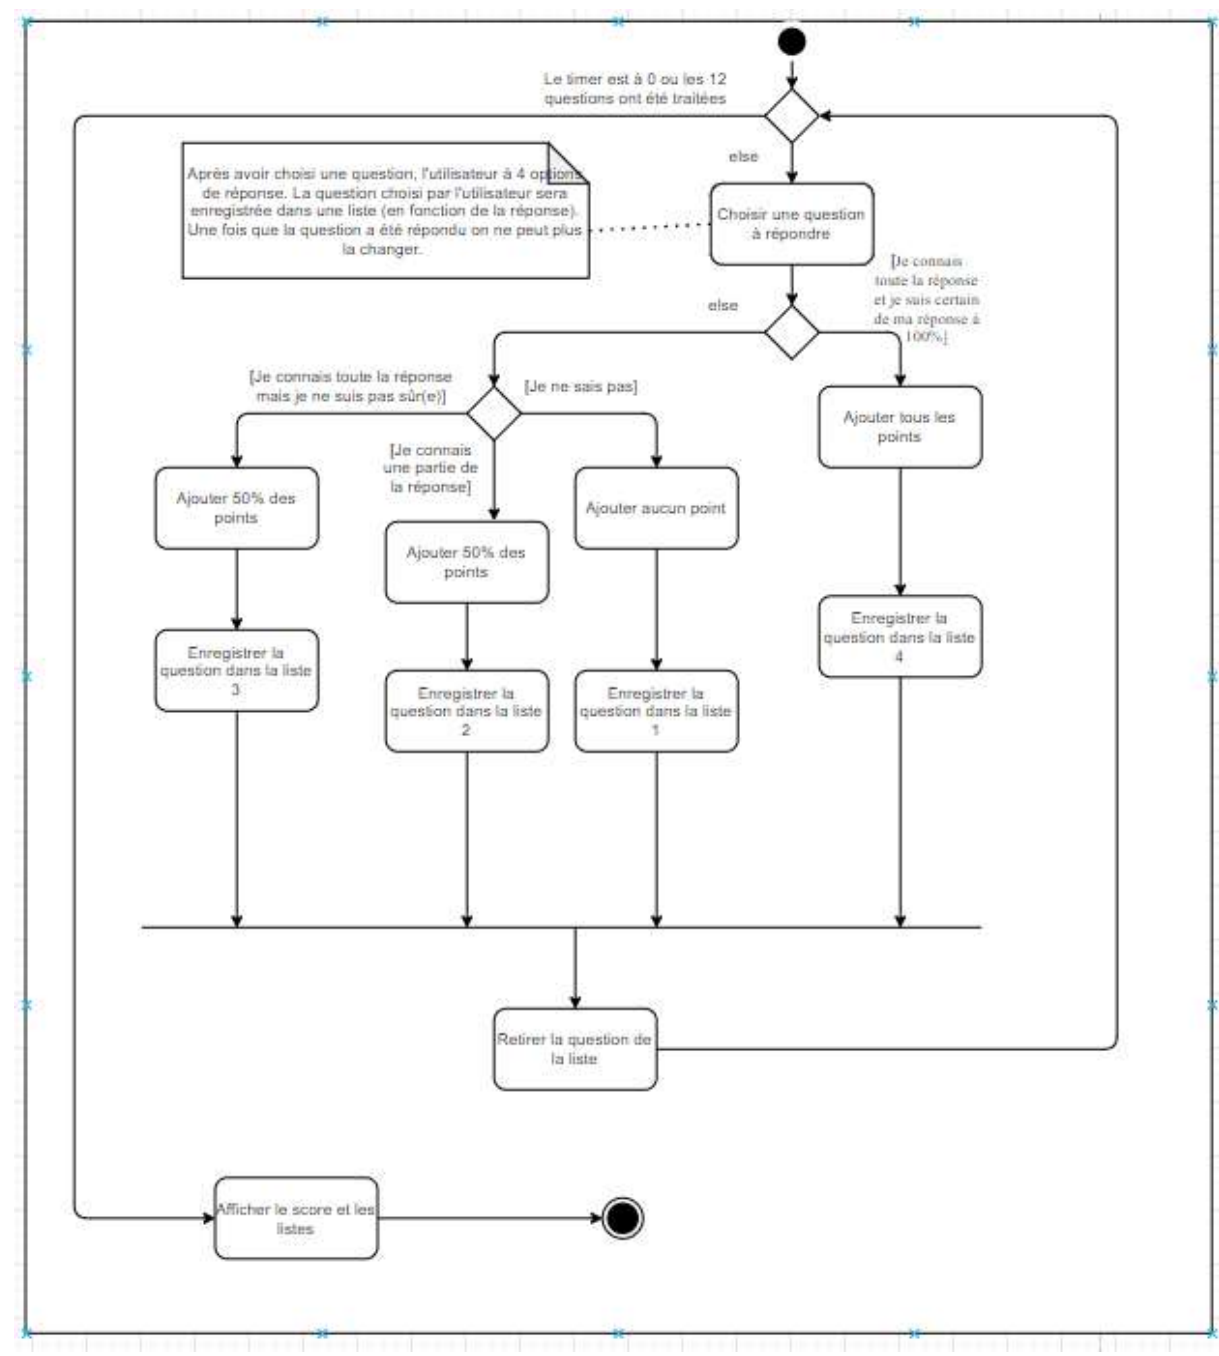 Le timer est à 0 ou les 12
questions ont été traitées
else
Après avoir choisi une question, l'utilisateur à 4 options
de réponse. La question choisi par l'utilisateur sera
enregistrée dans une liste (en fonction de la réponse).
Une fois que la question a été répondu on ne peut plus
la changer.
Choisir une question
à répondre
[Je connais
toute la réponse
et je suis certain
de ma réponse à
100%]
else
[Je connais toute la réponse
mais je ne suis pas sûr(e)]
[Je ne sais pas]
[Je connais
une partie de
la réponse]
Ajouter tous les
points
Ajouter 50% des
points
Ajouter 50% des
points
Ajouter aucun point
Enregistrer la
question dans la liste
4
Enregistrer la
question dans la liste
3
Enregistrer la
question dans la liste
2
Enregistrer la
question dans la liste
1
Retirer la question de
la liste
Afficher le score et les
listes